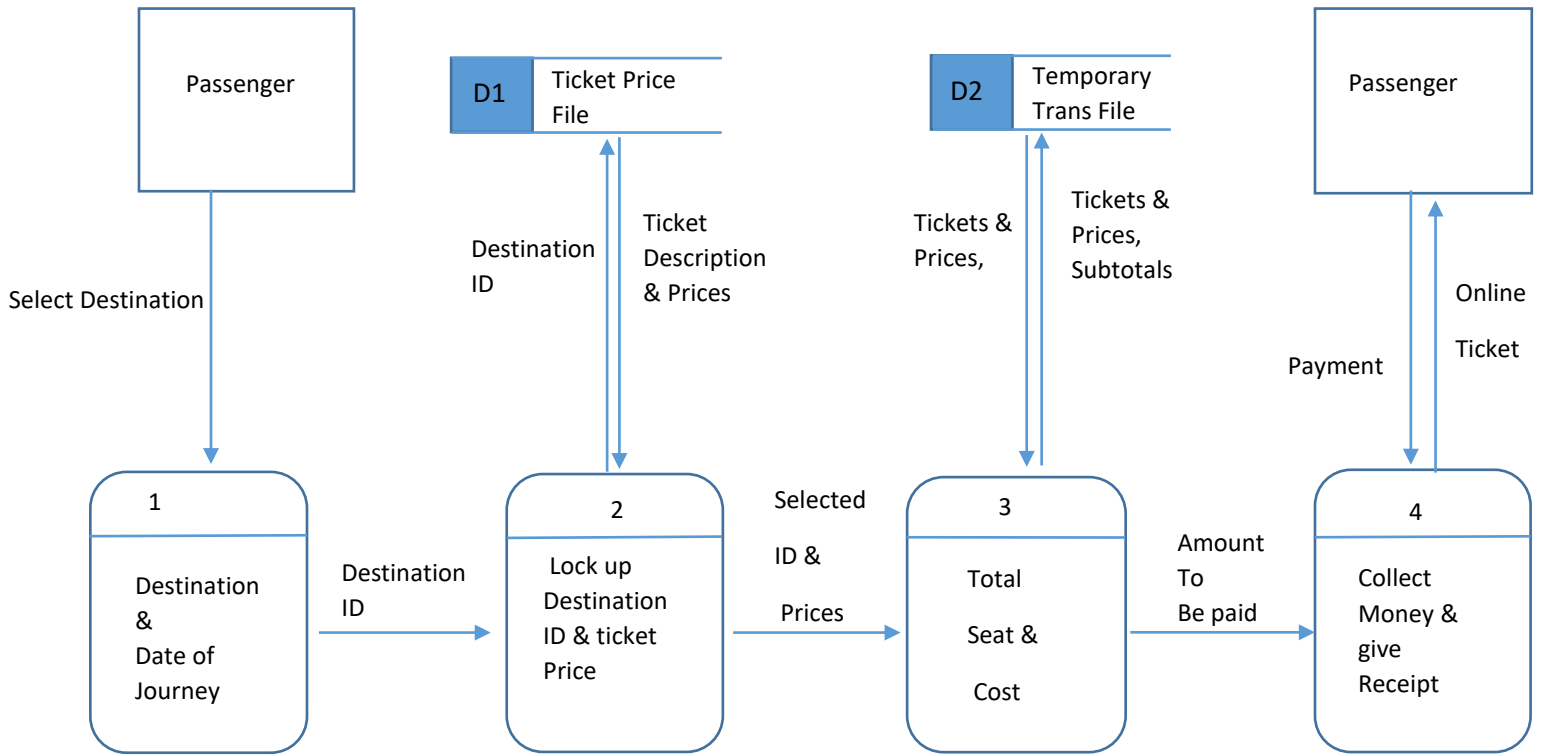 Passenger
D1
Ticket Price
File
D2
Temporary
Trans File
Passenger
Select Destination
Destination
ID
Ticket
Description
& Prices
Tickets &
Prices,
Tickets &
Prices,
Subtotals
Payment
Online
Ticket
1
Destination
&
Date of
Journey
Destination
ID
2
Lock up
Destination
ID & ticket
Price
Selected
ID &
Prices
3
Total
Seat &
Cost
Amount
To
Be paid
4
Collect
Money &
give
Receipt